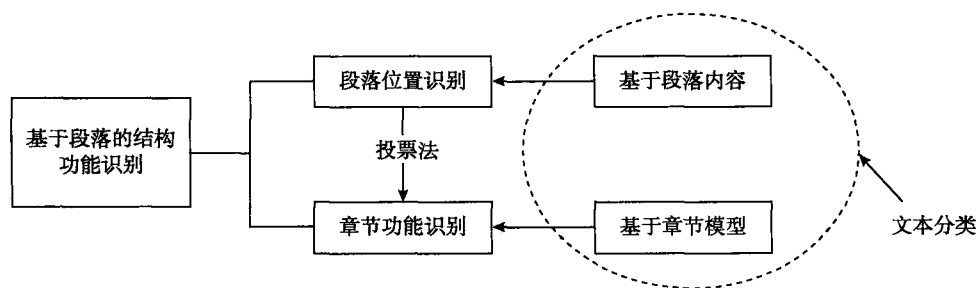 段落位置识别
基于段落内容
基于段落的结构
功能识别
投票法
章节功能识别
基于章节模型
文本分类